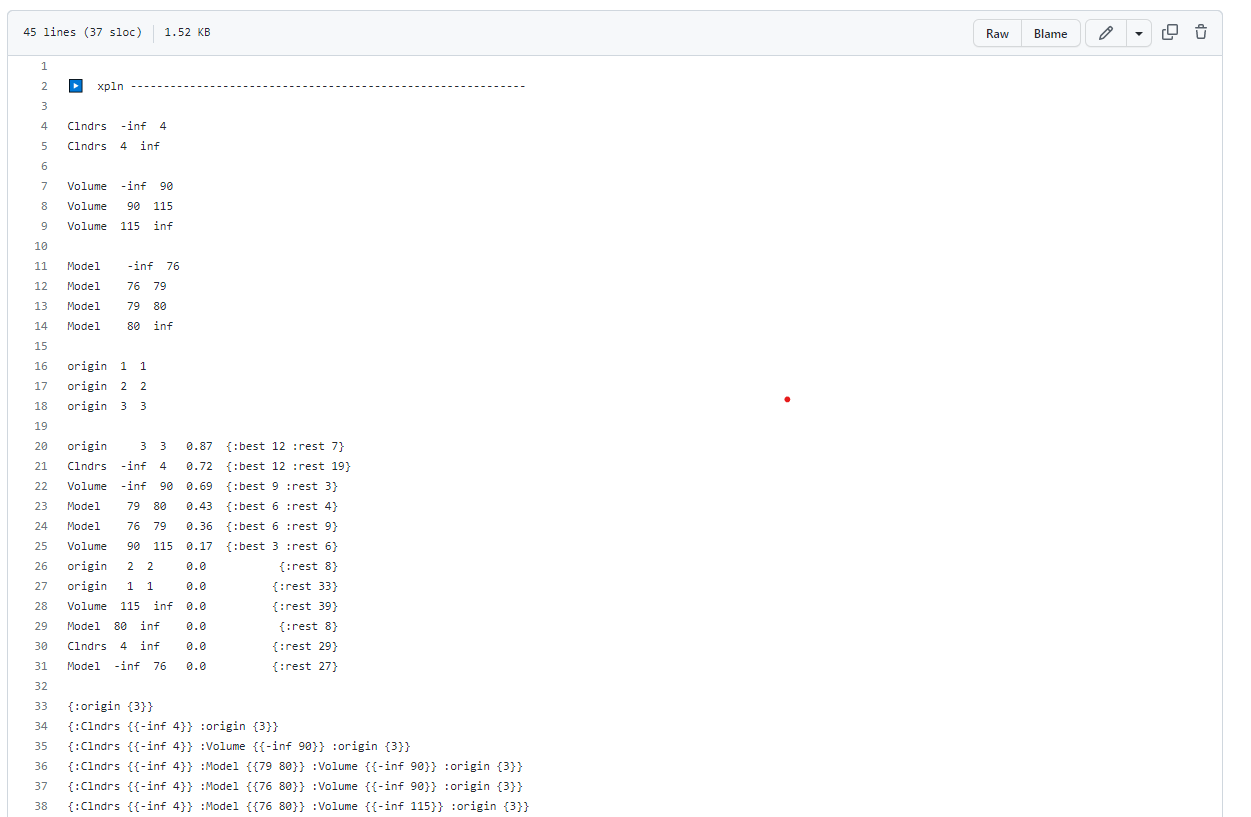 45 lines (37 sloc) 1.52 KB Raw Blame
1
2 xpln -------------------------------------------------------------
3
4 Clndrs -inf 4
5 Clndrs 4 inf
6
7 Volume -inf 90
8 Volume 90 115
9 Volume 115 inf
10
11 Model -inf 76
12 Model 76 79
13 Model 79 80
14 Model 80 inf
15
16 origin 1 1
17 origin 2 2
18 origin 3 3
19
20 origin 3 3 0.87 {:best 12 :rest 7}
21 Clndrs -inf 4 0.72 {:best 12 :rest 19}
22 Volume -inf 90 0.69 {:best 9 :rest 3}
23 Model 79 80 0.43 {:best 6 :rest 4}
24 Model 76 79 0.36 {:best 6 :rest 9}
25 Volume 90 115 0.17 {:best 3 :rest 6}
26 origin 2 2 0.0 {:rest 8}
27 origin 1 1 0.0 {:rest 33}
28 Volume 115 inf 0.0 {:rest 39}
29 Model 80 inf 0.0 {:rest 8}
30 Clndrs 4 inf 0.0 {:rest 29}
31 Model -inf 76 0.0 {:rest 27}
32
33 {:origin {3}}
34 {:Clndrs {{-inf 4}} :origin {3}}
35 {:Clndrs {{-inf 4}} :Volume {{-inf 90}} :origin {3}}
36 {:Clndrs {{-inf 4}} :Model {{79 80}} :Volume {{-inf 90}} :origin {3}}
37 {:Clndrs {{-inf 4}} :Model {{76 80}} :Volume {{-inf 90}} :origin {3}}
38 {:Clndrs {{-inf 4}} :Model {{76 80}} :Volume {{-inf 115}} :origin {3}}